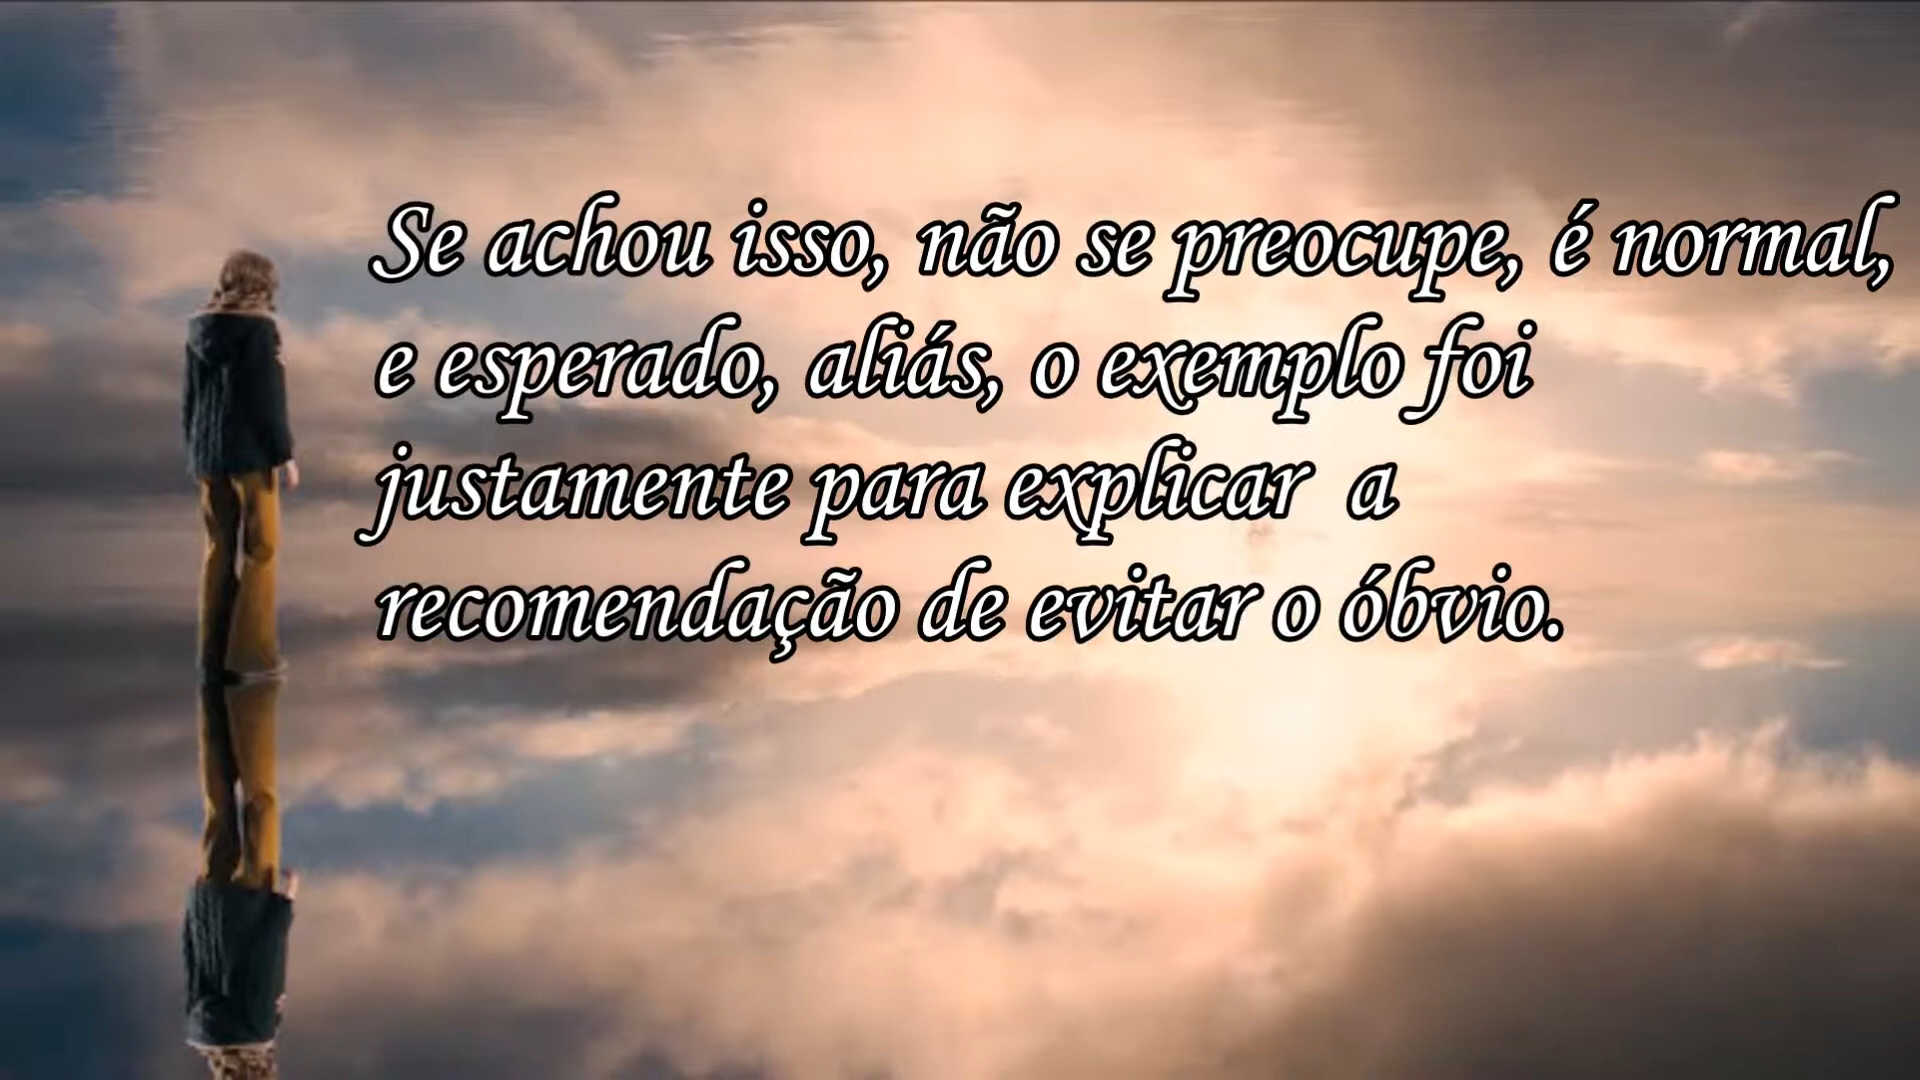 Se achou isso, não se preocupe, é normal,
e esperado, aliás, o exemplo foi
justamente para explicar  a
recomendação de evitar o óbvio.